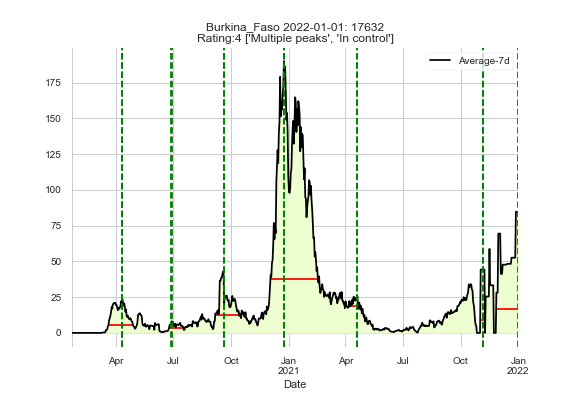 Burkina_Faso 2022-01-01: 17632
Rating:4 ['Multiple peaks', 'In control']
Average-7d
175
150
125
100
75
50
25
0
Apr
Jul
Oct
Jan
2021
Apr
Jul
Oct
Jan
2022
Date